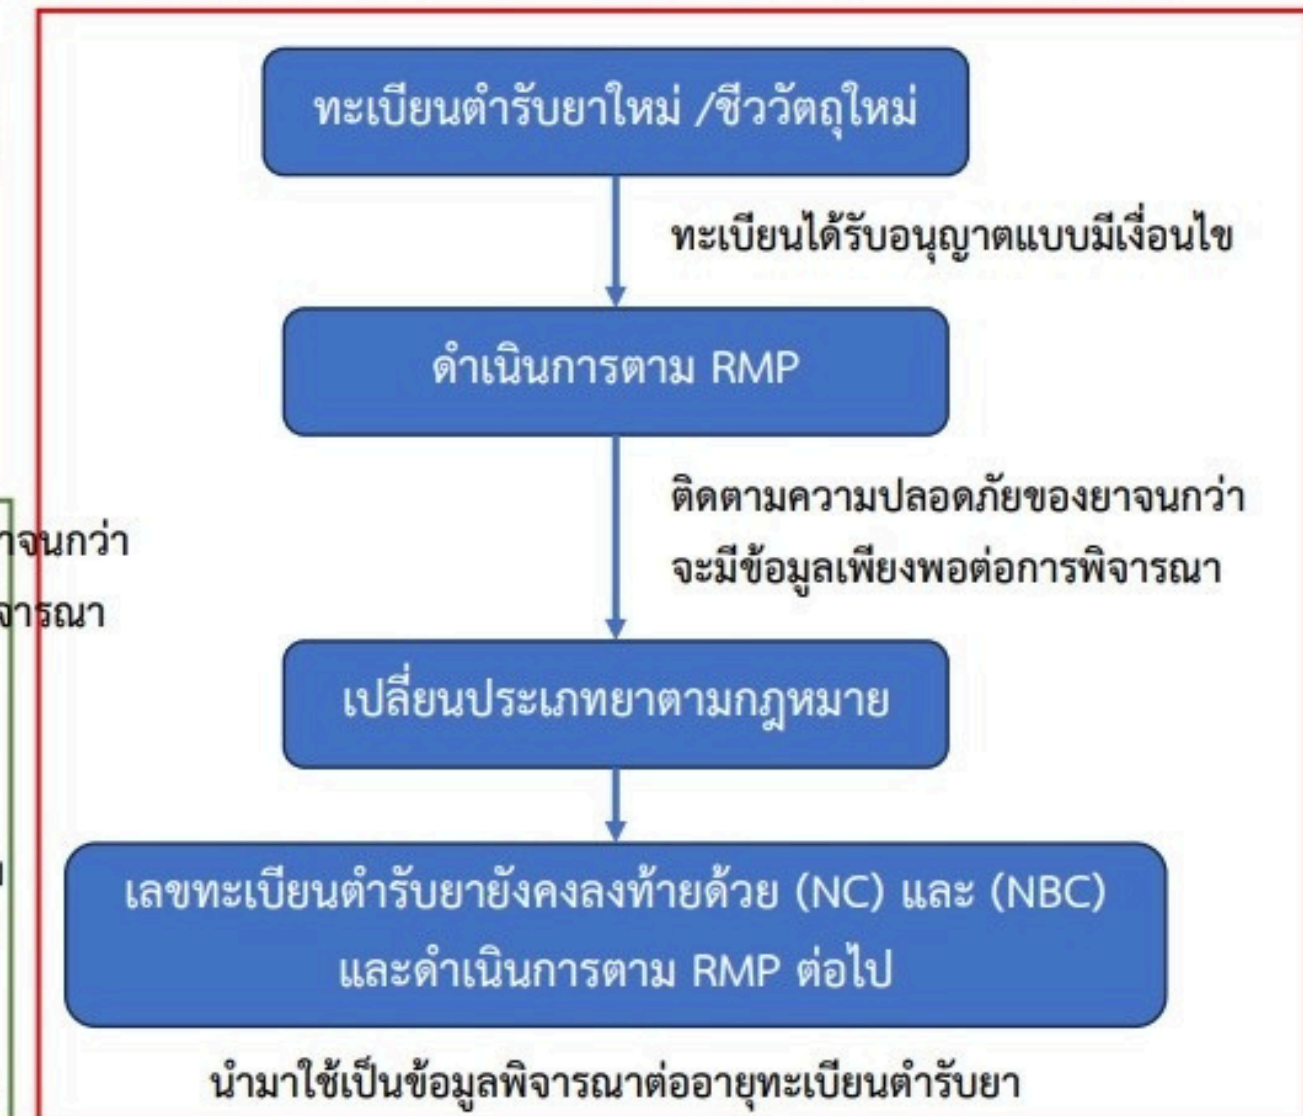 ทะเบียนตำรับยาใหม่ /ชีววัตถุใหม่
ทะเบียนได้รับอนุญาตแบบมีเงื่อนไข
ดำเนินการตาม RMP
ติดตามความปลอดภัยของยาจนกว่า
จะมีข้อมูลเพียงพอต่อการพิจารณา
จนกว่า
จารณา
เปลี่ยนประเภทยาตามกฎหมาย
เลขทะเบียนตำรับยายังคงลงท้ายด้วย (NC) และ (NBC)
และดำเนินการตาม RMP ต่อไป
นำมาใช้เป็นข้อมูลพิจารณาต่ออายุทะเบียนตำรับยา